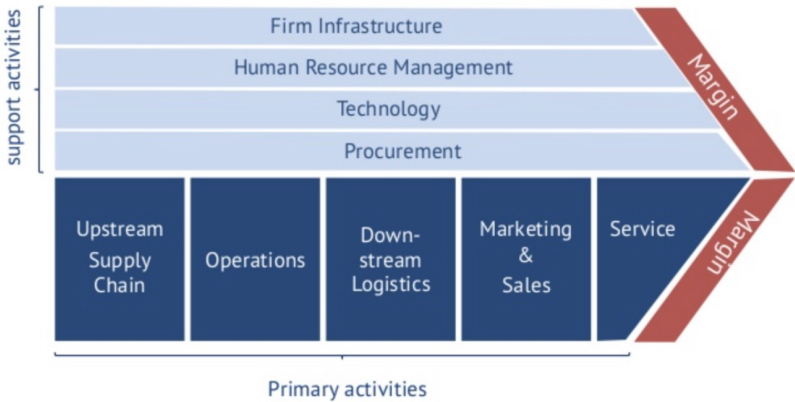 support activities
Firm Infrastructure
Human Resource Management
Technology
Procurement
Margin
Upstream
Supply
Chain
Operations
Down-
stream
Logistics
Marketing
&
Sales
Service
Margin
Primary activities